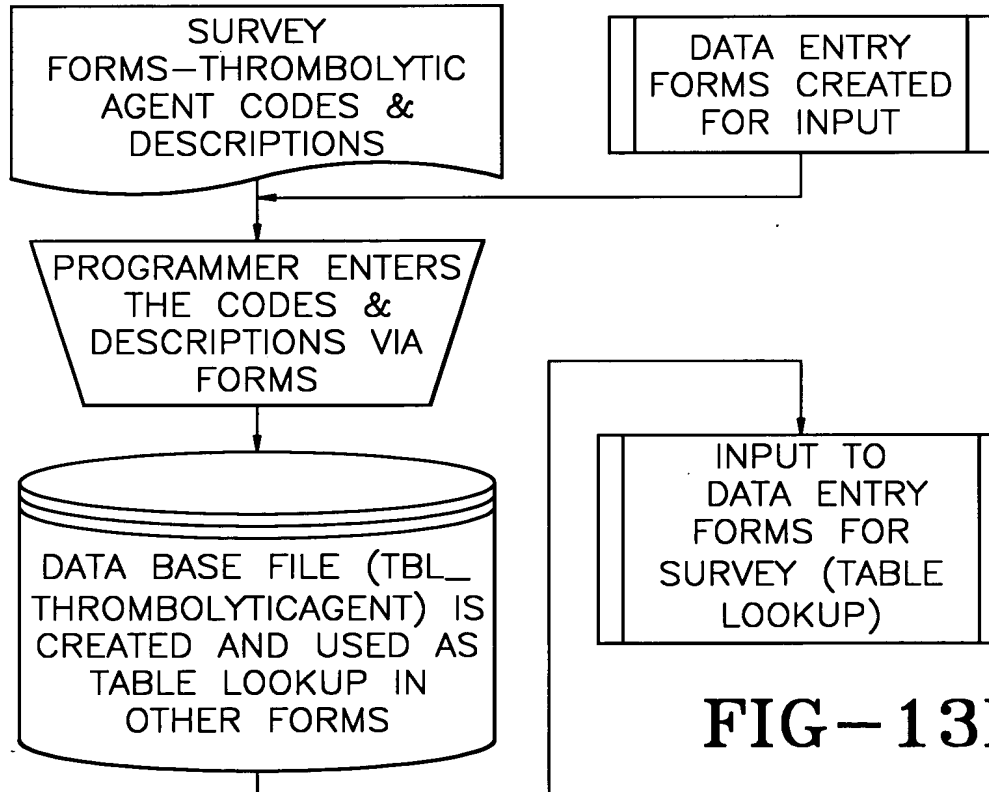 SURVEY
FORMS-THROMBOLYTIC
AGENT CODES &
DESCRIPTIONS
DATA ENTRY
FORMS CREATED
FOR INPUT
PROGRAMMER ENTERS
THE CODES &
DESCRIPTIONS VIA
FORMS
DATA BASE FILE (TBL_
THROMBOLYTICAGENT) IS
CREATED AND USED AS
TABLE LOOKUP IN
OTHER FORMS
INPUT TO
DATA ENTRY
FORMS FOR
SURVEY (TABLE
LOOKUP)